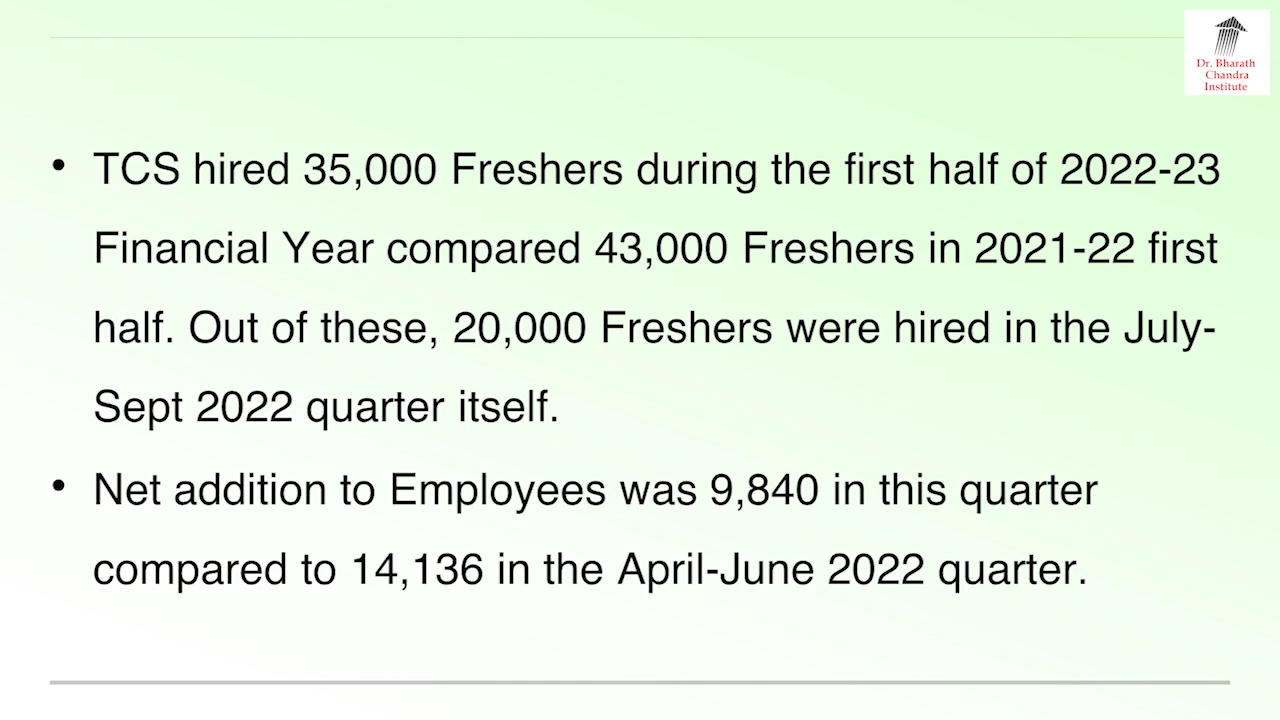 Dr. Bharath
Chandra
Institute
• TCS hired 35,000 Freshers during the first half of 2022-23
Financial Year compared 43,000 Freshers in 2021-22 first
half. Out of these, 20,000 Freshers were hired in the July-
Sept 2022 quarter itself.
• Net addition to Employees was 9,840 in this quarter
compared to 14,136 in the April-June 2022 quarter.